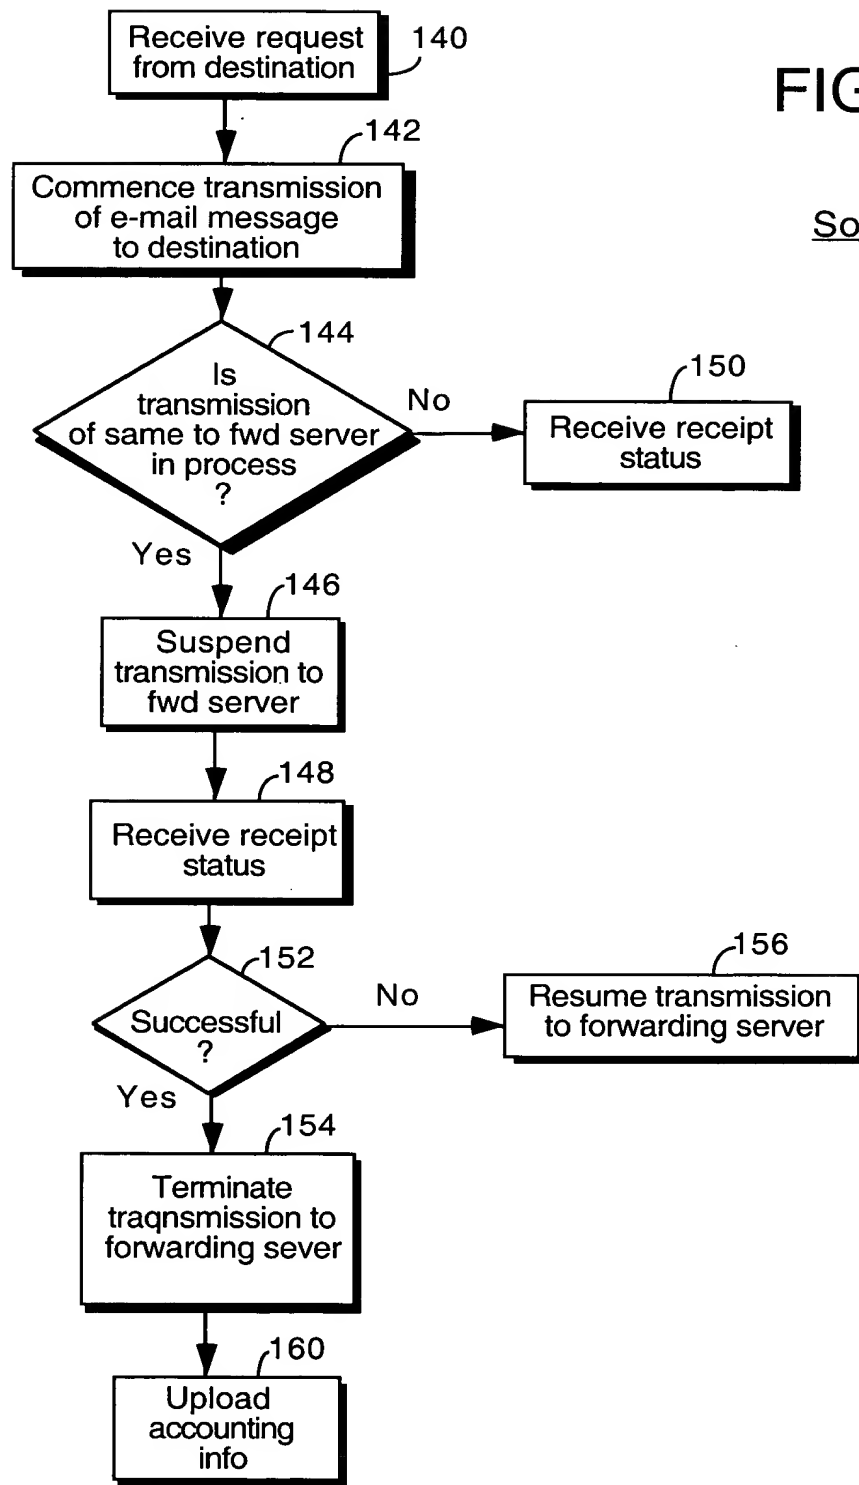 Receive request
from destination
140
FIG
142
Commence transmission
of e-mail message
to destination
So
144
Is
transmission
of same to fwd server
in process
?
No
150
Receive receipt
status
Yes
146
Suspend
transmission to
fwd server
148
Receive receipt
status
152
Successful
?
No
156
Resume transmission
to forwarding server
Yes
154
Terminate
traqnsmission to
forwarding sever
160
Upload
accounting
info